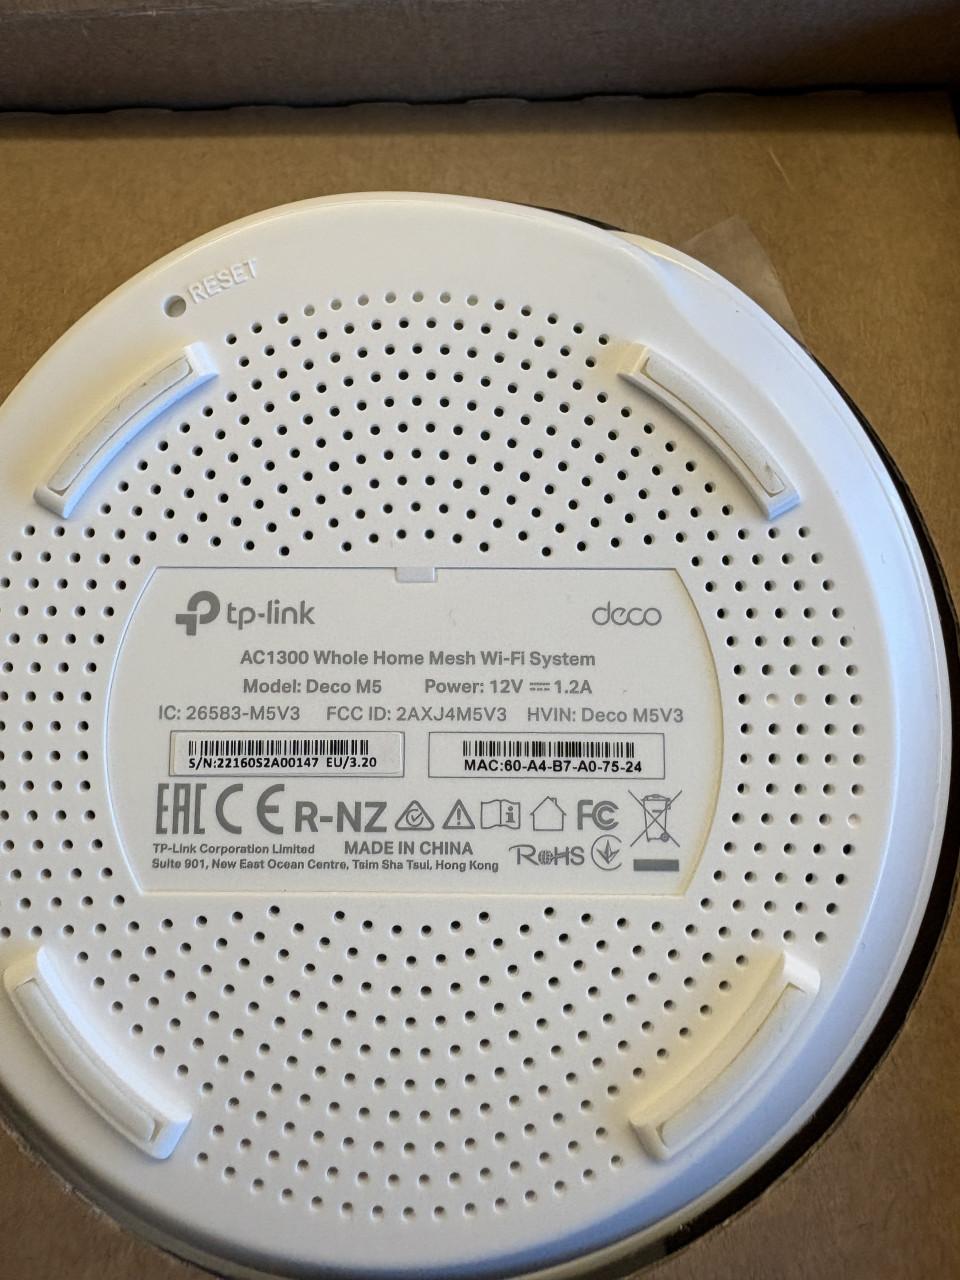 RESET
tp-link deco
AC1300 Whole Home Mesh Wi-Fi System
Model: Deco M5 Power: 12V ⎓ 1.2A
IC: 26583-M5V3 FCC ID: 2AXJ4M5V3 HVIN: Deco M5V3
S/N:22160S2A00147 EU/3.20 MAC:60-A4-B7-A0-75-24
EAC CE R-NZ FC
TP-Link Corporation Limited MADE IN CHINA RoHS
Suite 901, New East Ocean Centre, Tsim Sha Tsui, Hong Kong